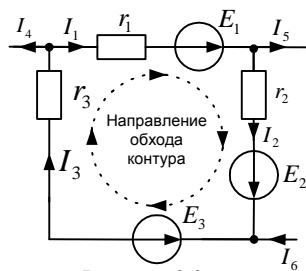 I4 I1 r1 E1 I5
r3 r2
Направление
обхода
контура
I2
I3 E2
E3
I6